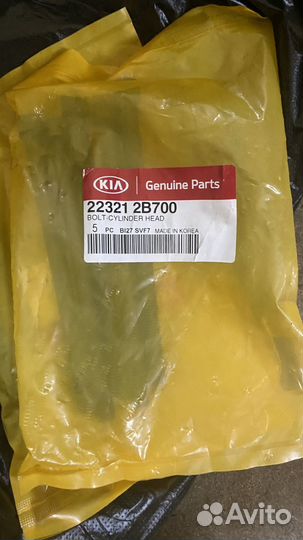 KIA Genuine Parts
22321 2B700
BOLT-CYLINDER HEAD
5 PC BI27 SVF7 MADE IN KOREA
Avito